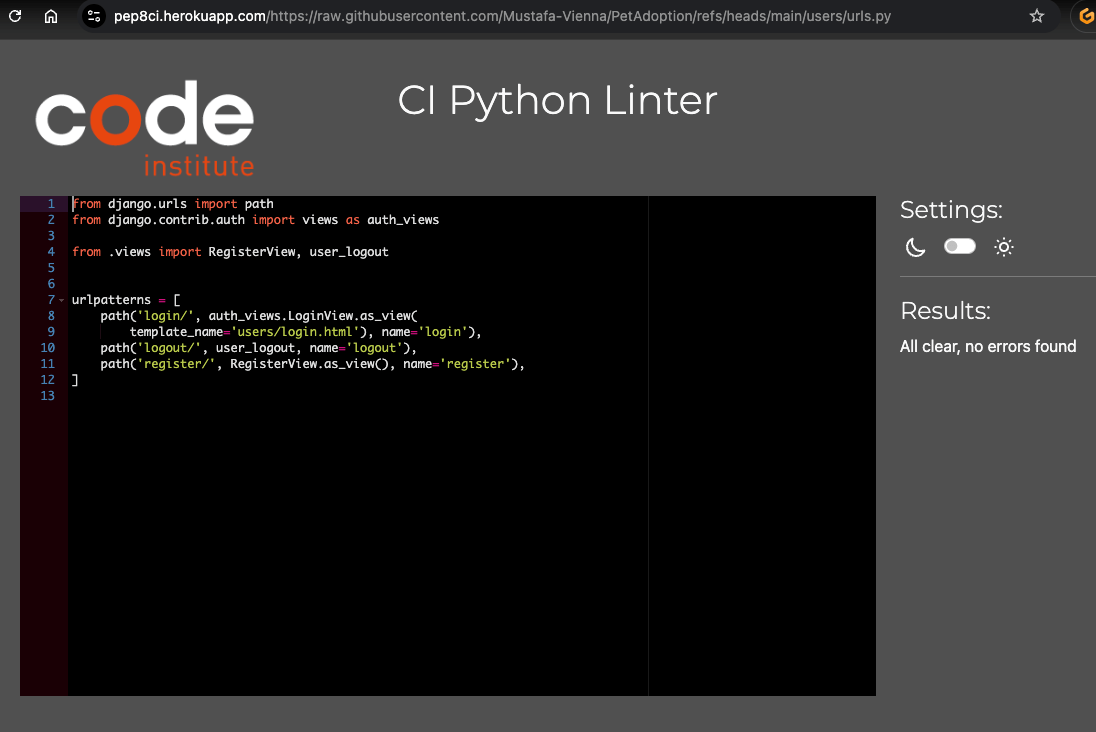 pep8ci.herokuapp.com/https://raw.githubusercontent.com/Mustafa-Vienna/PetAdoption/refs/heads/main/users/urls.py
code
institute
CI Python Linter
1 from django.urls import path
2 from django.contrib.auth import views as auth_views
3
4 from .views import RegisterView, user_logout
5
6
7 urlpatterns = [
8     path('login/', auth_views.LoginView.as_view(
9         template_name='users/login.html'), name='login'),
10     path('logout/', user_logout, name='logout'),
11     path('register/', RegisterView.as_view(), name='register'),
12 ]
13
Settings:
Results:
All clear, no errors found